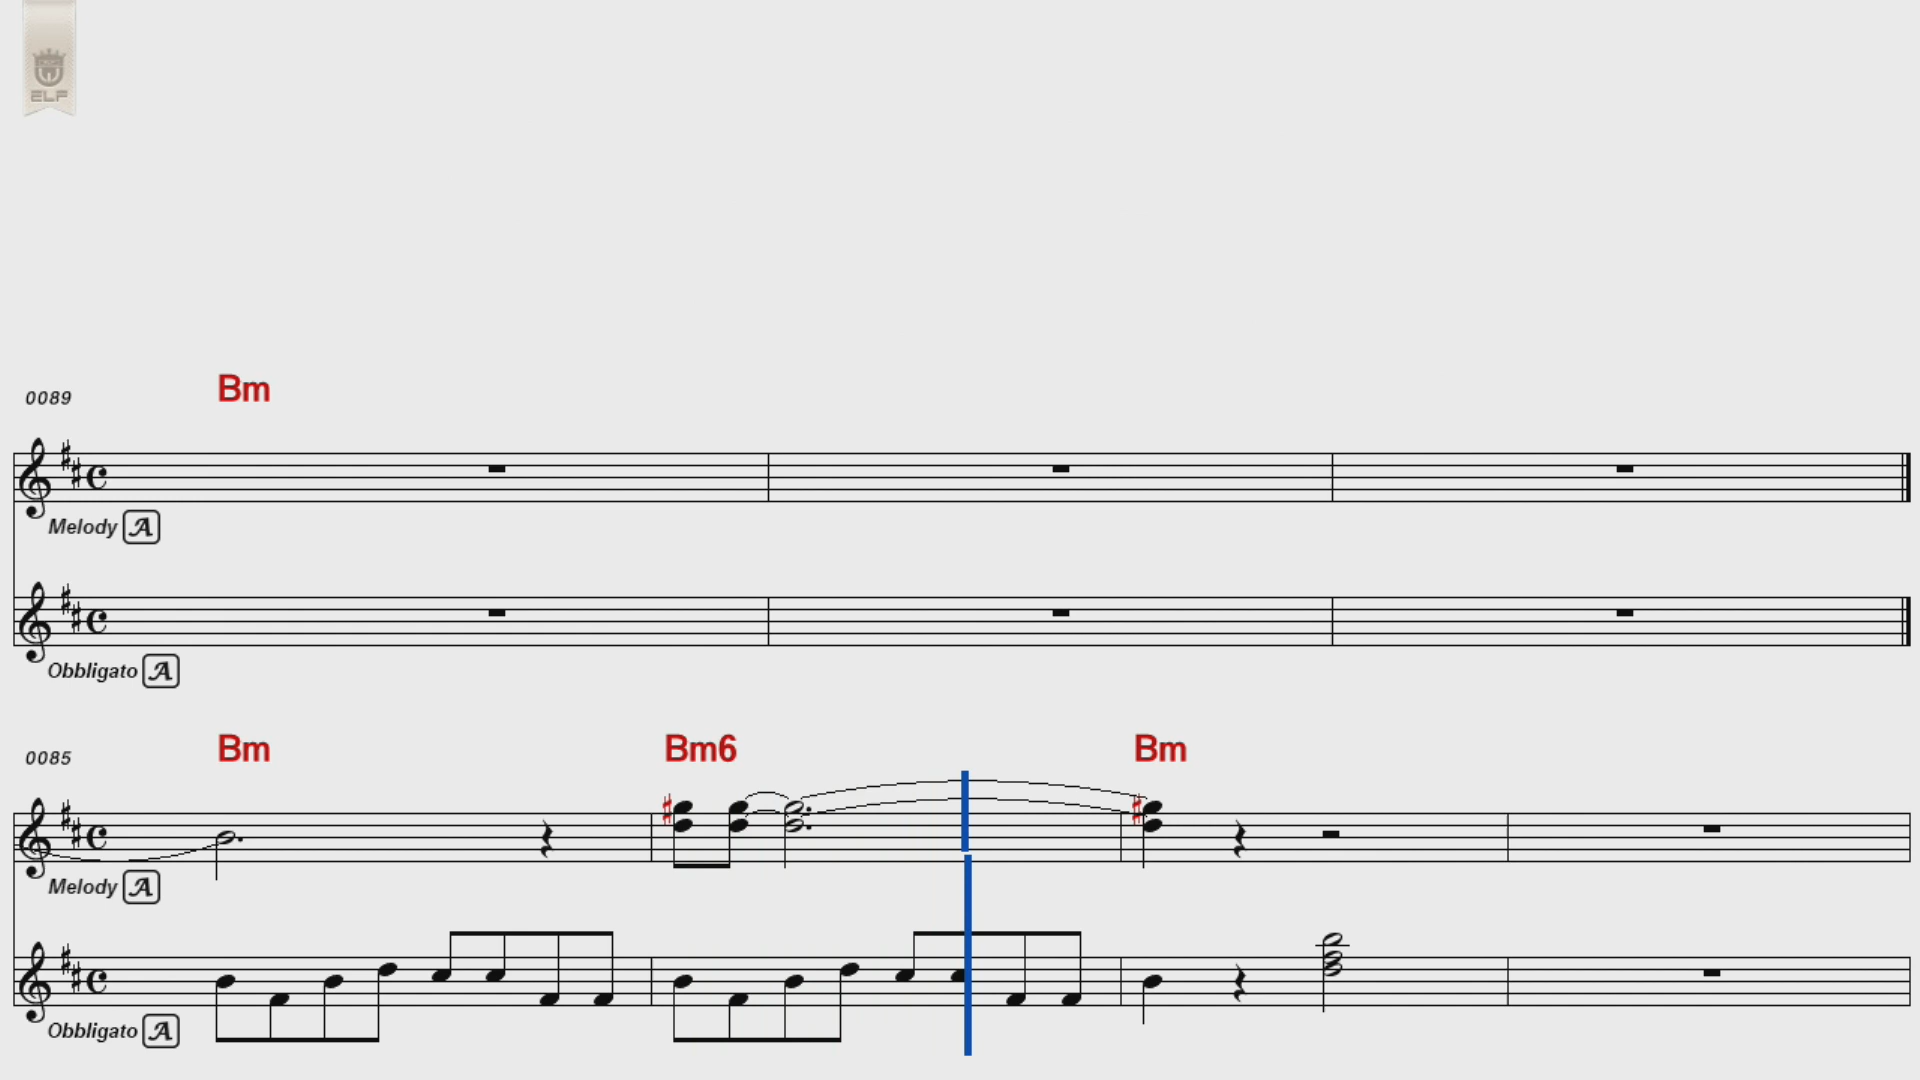 ELF
Bm
0089
Melody A
Obbligato A
Bm Bm6 Bm
0085
Melody A
Obbligato A